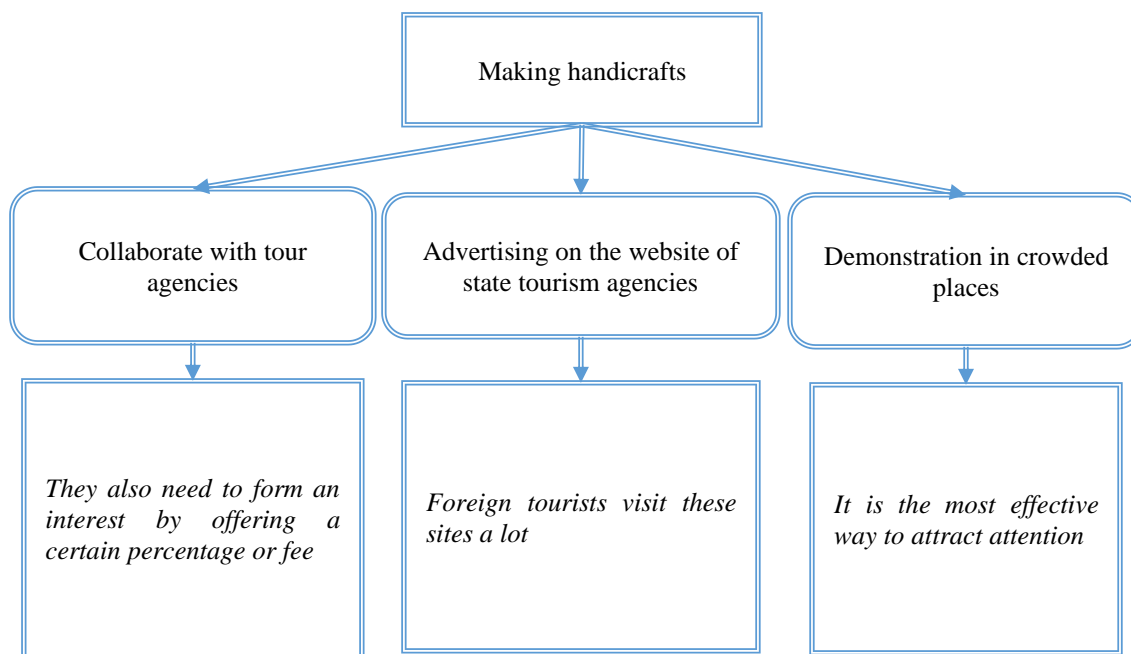 Making handicrafts
Collaborate with tour
agencies
Advertising on the website of
state tourism agencies
Demonstration in crowded
places
They also need to form an
interest by offering a
certain percentage or fee
Foreign tourists visit these
sites a lot
It is the most effective
way to attract attention